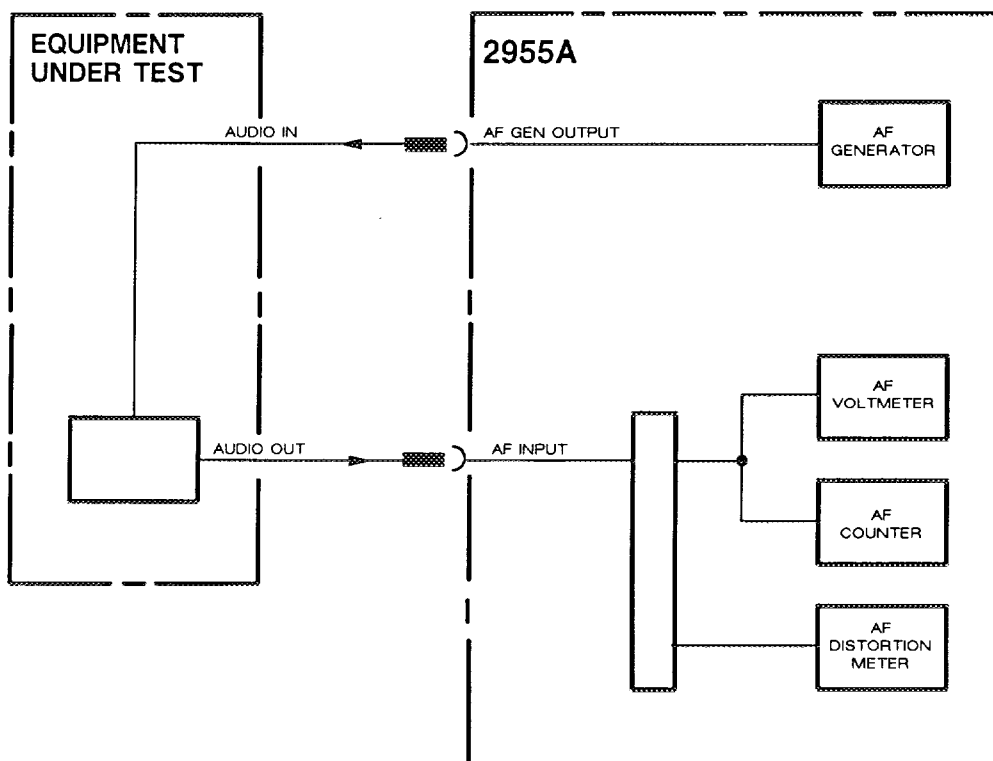 EQUIPMENT
UNDER TEST
2955A
AUDIO IN
AF GEN OUTPUT
AF
GENERATOR
AF
VOLTMETER
AUDIO OUT
AF INPUT
AF
COUNTER
AF
DISTORTION
METER